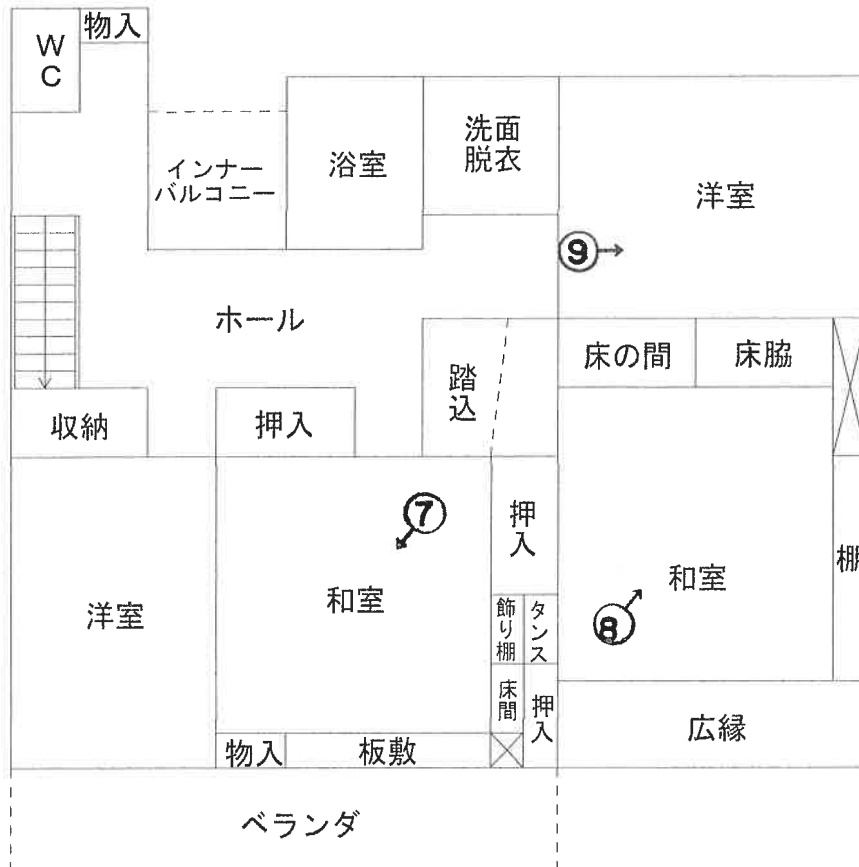 WC
物入
インナー
バルコニー
浴室
洗面
脱衣
洋室
⑨
ホール
踏込
床の間
床脇
収納
押入
⑦
押入
棚
洋室
和室
和室
⑧
飾り棚
タンス
床間
押入
広縁
物入
板敷
ベランダ